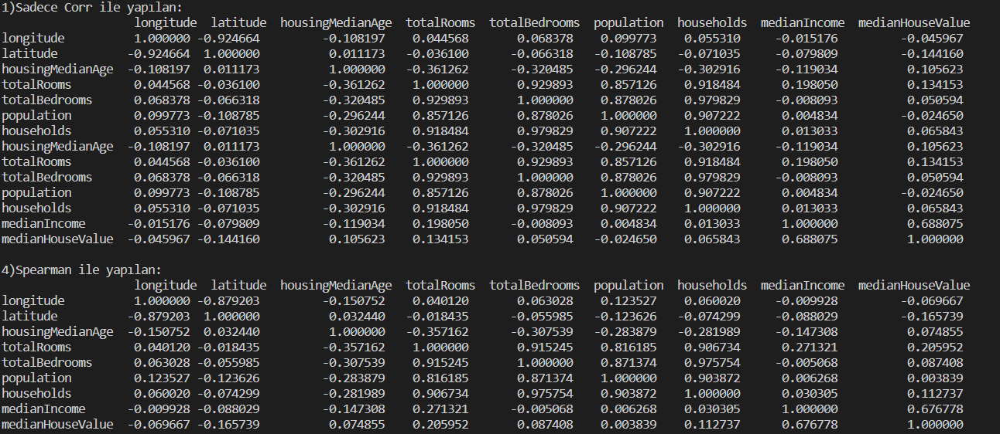 1)Sadece Corr ile yapılan:
longitude latitude housingMedianAge totalRooms totalBedrooms population households medianIncome medianHouseValue
longitude 1.000000 -0.924664 -0.108197 0.044568 0.068378 0.099773 0.055310 -0.015176 -0.045967
latitude -0.924664 1.000000 0.011173 -0.036100 -0.066318 -0.108785 -0.071035 -0.079809 -0.144160
housingMedianAge -0.108197 0.011173 1.000000 -0.361262 -0.320485 -0.296244 -0.302916 -0.119034 0.105623
totalRooms 0.044568 -0.036100 -0.361262 1.000000 0.929893 0.857126 0.918484 0.198050 0.134153
totalBedrooms 0.068378 -0.066318 -0.320485 0.929893 1.000000 0.878026 0.979829 -0.008093 0.050594
population 0.099773 -0.108785 -0.296244 0.857126 0.878026 1.000000 0.907222 0.004834 -0.024650
households 0.055310 -0.071035 -0.302916 0.918484 0.979829 0.907222 1.000000 0.013033 0.065843
housingMedianAge -0.108197 0.011173 1.000000 -0.361262 -0.320485 -0.296244 -0.302916 -0.119034 0.105623
totalRooms 0.044568 -0.036100 -0.361262 1.000000 0.929893 0.857126 0.918484 0.198050 0.134153
totalBedrooms 0.068378 -0.066318 -0.320485 0.929893 1.000000 0.878026 0.979829 -0.008093 0.050594
population 0.099773 -0.108785 -0.296244 0.857126 0.878026 1.000000 0.907222 0.004834 -0.024650
households 0.055310 -0.071035 -0.302916 0.918484 0.979829 0.907222 1.000000 0.013033 0.065843
medianIncome -0.015176 -0.079809 -0.119034 0.198050 -0.008093 0.004834 0.013033 1.000000 0.688075
medianHouseValue -0.045967 -0.144160 0.105623 0.134153 0.050594 -0.024650 0.065843 0.688075 1.000000
4)Spearman ile yapılan:
longitude latitude housingMedianAge totalRooms totalBedrooms population households medianIncome medianHouseValue
longitude 1.000000 -0.879203 -0.150752 0.040120 0.063028 0.123527 0.060020 -0.009928 -0.069667
latitude -0.879203 1.000000 0.032440 -0.018435 -0.055985 -0.123626 -0.074299 -0.088029 -0.165739
housingMedianAge -0.150752 0.032440 1.000000 -0.357162 -0.307539 -0.283879 -0.281989 -0.147308 0.074855
totalRooms 0.040120 -0.018435 -0.357162 1.000000 0.915245 0.816185 0.906734 0.271321 0.205952
totalBedrooms 0.063028 -0.055985 -0.307539 0.915245 1.000000 0.871374 0.975754 -0.005068 0.087408
population 0.123527 -0.123626 -0.283879 0.816185 0.871374 1.000000 0.903872 0.006268 0.003839
households 0.060020 -0.074299 -0.281989 0.906734 0.975754 0.903872 1.000000 0.030305 0.112737
medianIncome -0.009928 -0.088029 -0.147308 0.271321 -0.005068 0.006268 0.030305 1.000000 0.676778
medianHouseValue -0.069667 -0.165739 0.074855 0.205952 0.087408 0.003839 0.112737 0.676778 1.000000